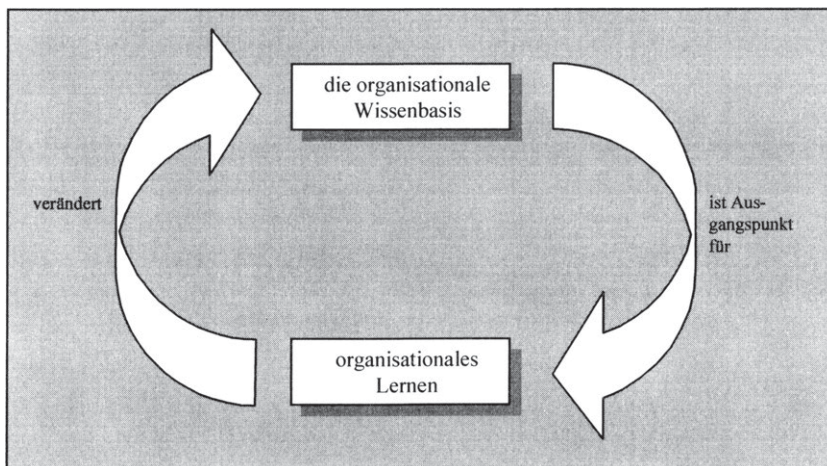 die organisationale
Wissenbasis
verändert
ist Aus-
gangspunkt
für
organisationales
Lernen